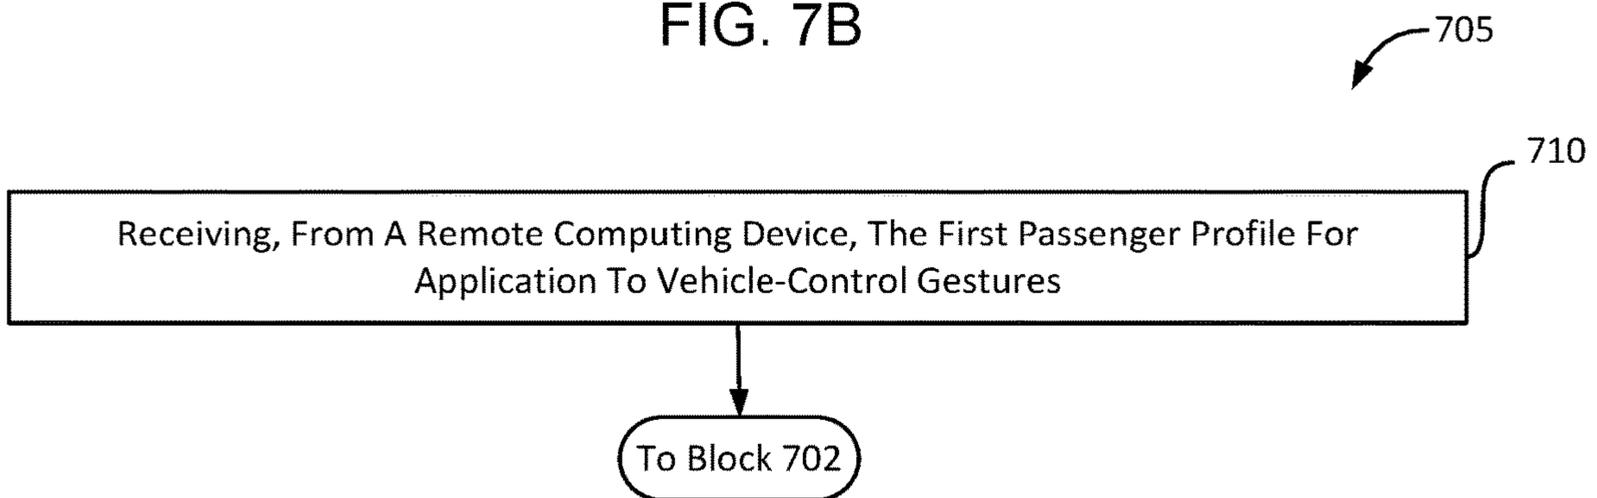 FIG. 7B
705
710
Receiving, From A Remote Computing Device, The First Passenger Profile For
Application To Vehicle-Control Gestures
To Block 702